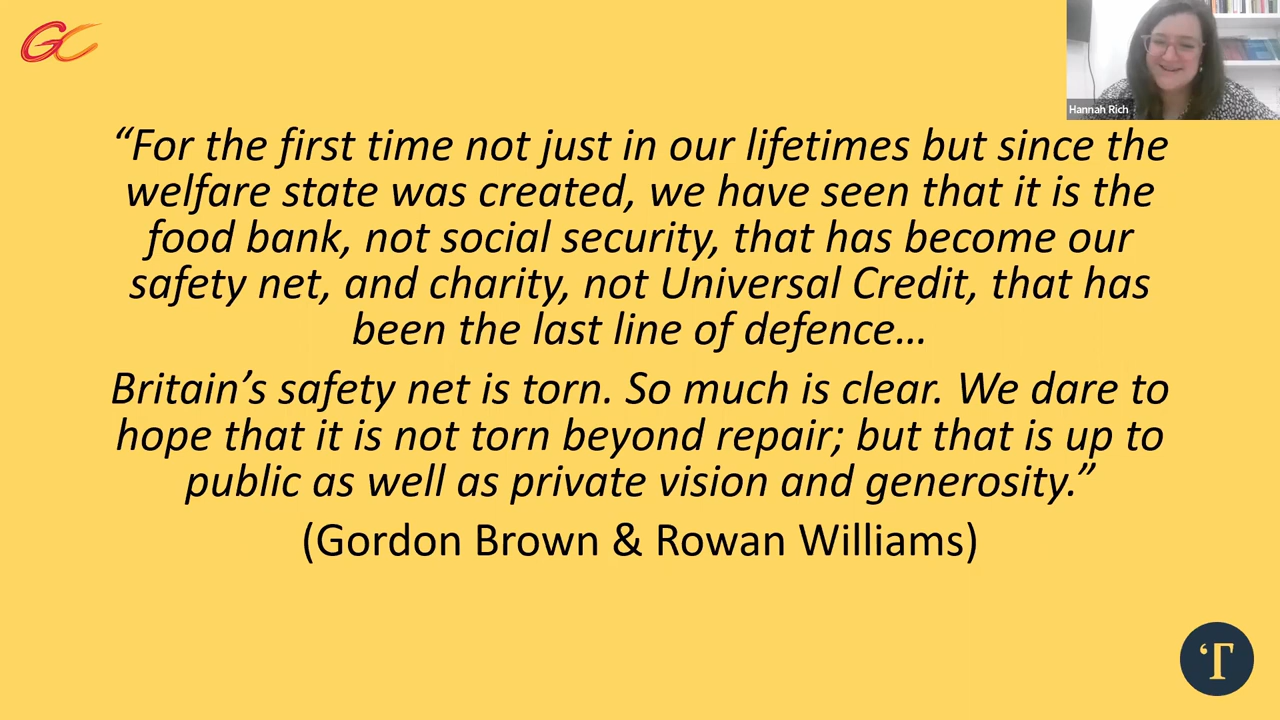 GC
Hannah Rich
“For the first time not just in our lifetimes but since the
welfare state was created, we have seen that it is the
food bank, not social security, that has become our
safety net, and charity, not Universal Credit, that has
been the last line of defence…
Britain’s safety net is torn. So much is clear. We dare to
hope that it is not torn beyond repair; but that is up to
public as well as private vision and generosity.”
(Gordon Brown & Rowan Williams)
‘T